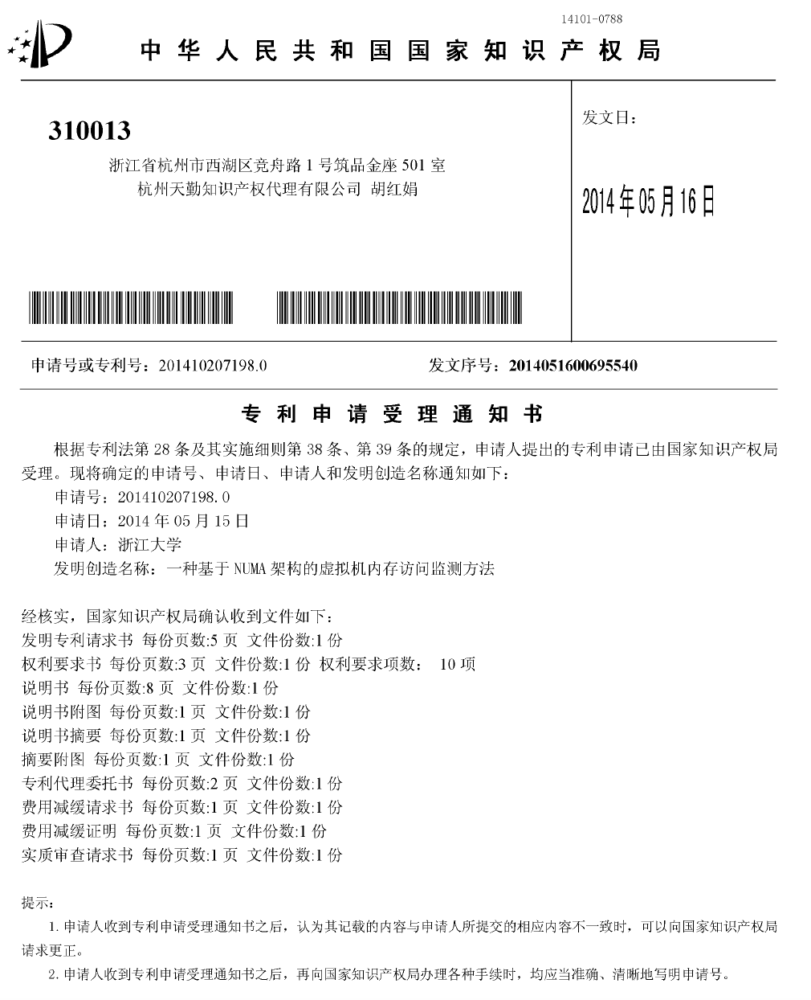 14101-0788
中华人民共和国国家知识产权局
310013
浙江省杭州市西湖区竞舟路 1 号筑品金座 501 室
杭州天勤知识产权代理有限公司 胡红娟
发文日：
2014年05月16日
申请号或专利号：201410207198.0 发文序号：2014051600695540
专利申请受理通知书
根据专利法第 28 条及其实施细则第 38 条、第 39 条的规定，申请人提出的专利申请已由国家知识产权局
受理。现将确定的申请号、申请日、申请人和发明创造名称通知如下：
申请号：201410207198.0
申请日：2014 年 05 月 15 日
申请人：浙江大学
发明创造名称：一种基于 NUMA 架构的虚拟机内存访问监测方法
经核实，国家知识产权局确认收到文件如下：
发明专利请求书 每份页数:5 页 文件份数:1 份
权利要求书 每份页数:3 页 文件份数:1 份 权利要求项数： 10 项
说明书 每份页数:8 页 文件份数:1 份
说明书附图 每份页数:1 页 文件份数:1 份
说明书摘要 每份页数:1 页 文件份数:1 份
摘要附图 每份页数:1 页 文件份数:1 份
专利代理委托书 每份页数:2 页 文件份数:1 份
费用减缓请求书 每份页数:1 页 文件份数:1 份
费用减缓证明 每份页数:1 页 文件份数:1 份
实质审查请求书 每份页数:1 页 文件份数:1 份
提示：
1. 申请人收到专利申请受理通知书之后，认为其记载的内容与申请人所提交的相应内容不一致时，可以向国家知识产权局
请求更正。
2. 申请人收到专利申请受理通知书之后，再向国家知识产权局办理各种手续时，均应当准确、清晰地写明申请号。